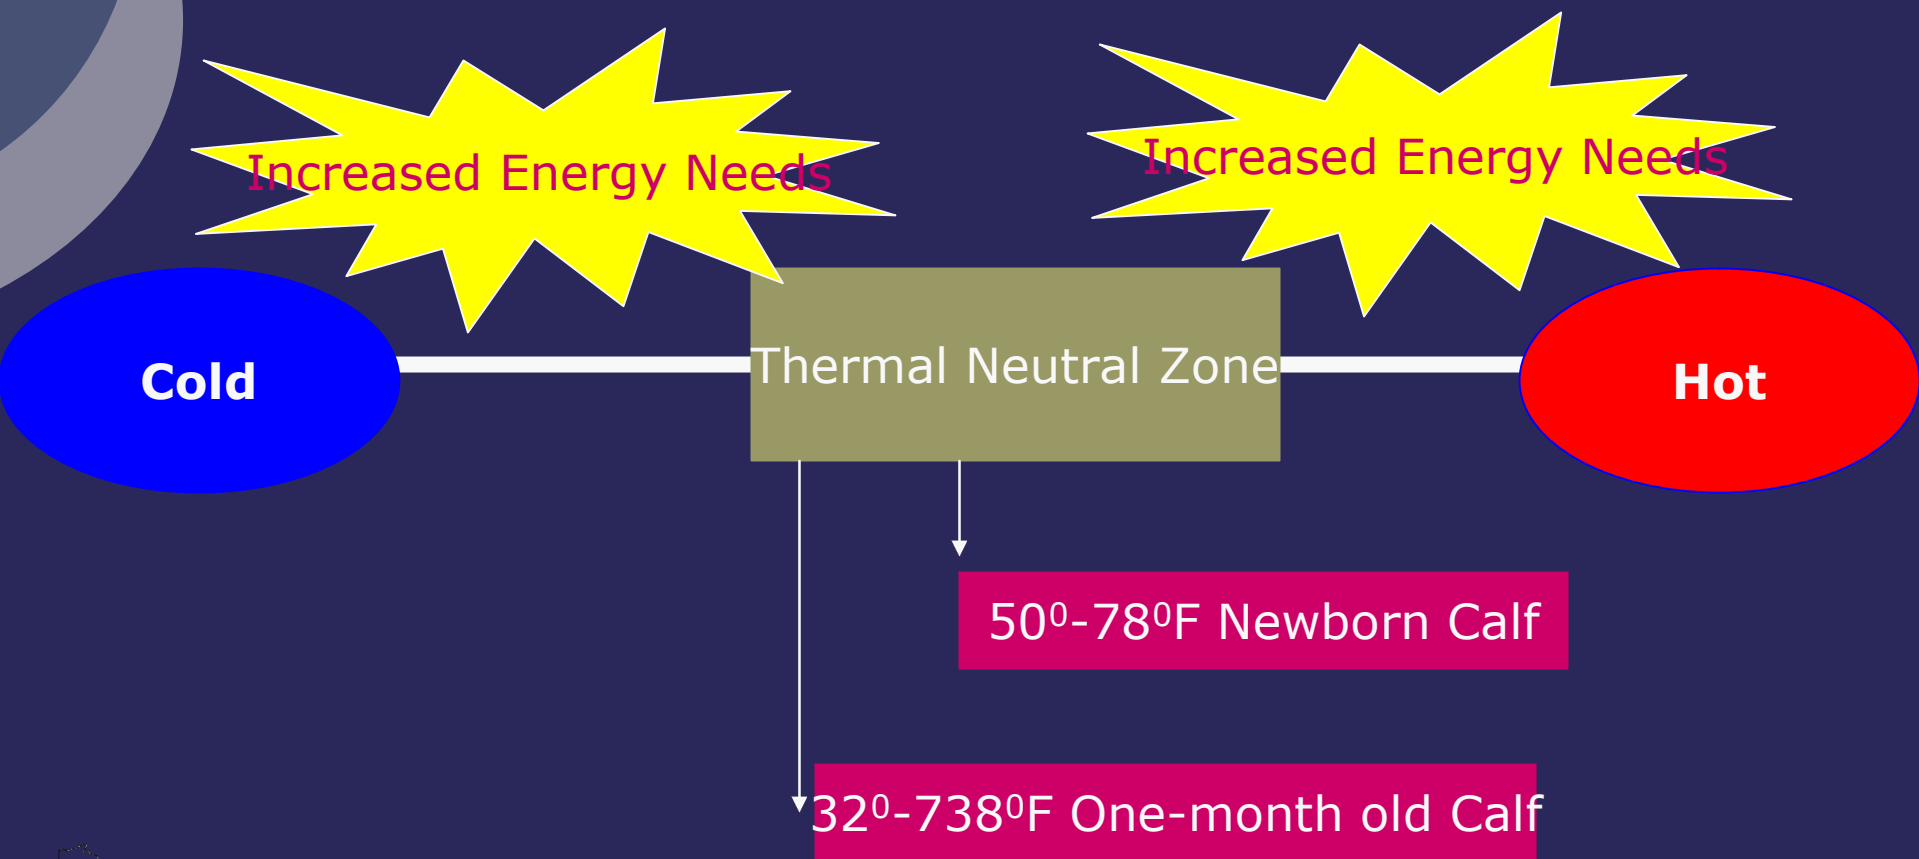 Increased Energy Needs
Increased Energy Needs
Cold
Thermal Neutral Zone
Hot
50⁰-78⁰F Newborn Calf
32⁰-738⁰F One-month old Calf